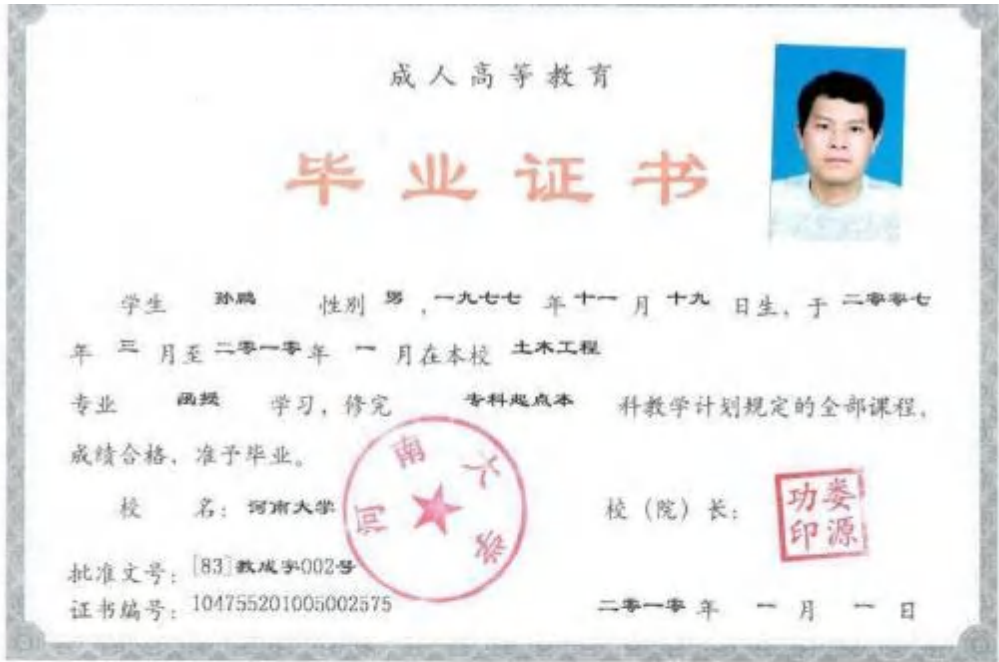 成人高等教育
毕业证书
学生 孙鹏 性别 男 ,一九七七 年 十一 月 十九 日生,于 二零零七
年 三 月至 二零一零 年 一 月在本校 土木工程
专业 函授 学习,修完 专科起点本 科教学计划规定的全部课程,
成绩合格、准予毕业。
校 名:河南大学
校(院)长:
娄源功印
河南大学
批准文号:[83]教成字002号
证书编号:104755201005002575
二零一零 年 一 月 一 日